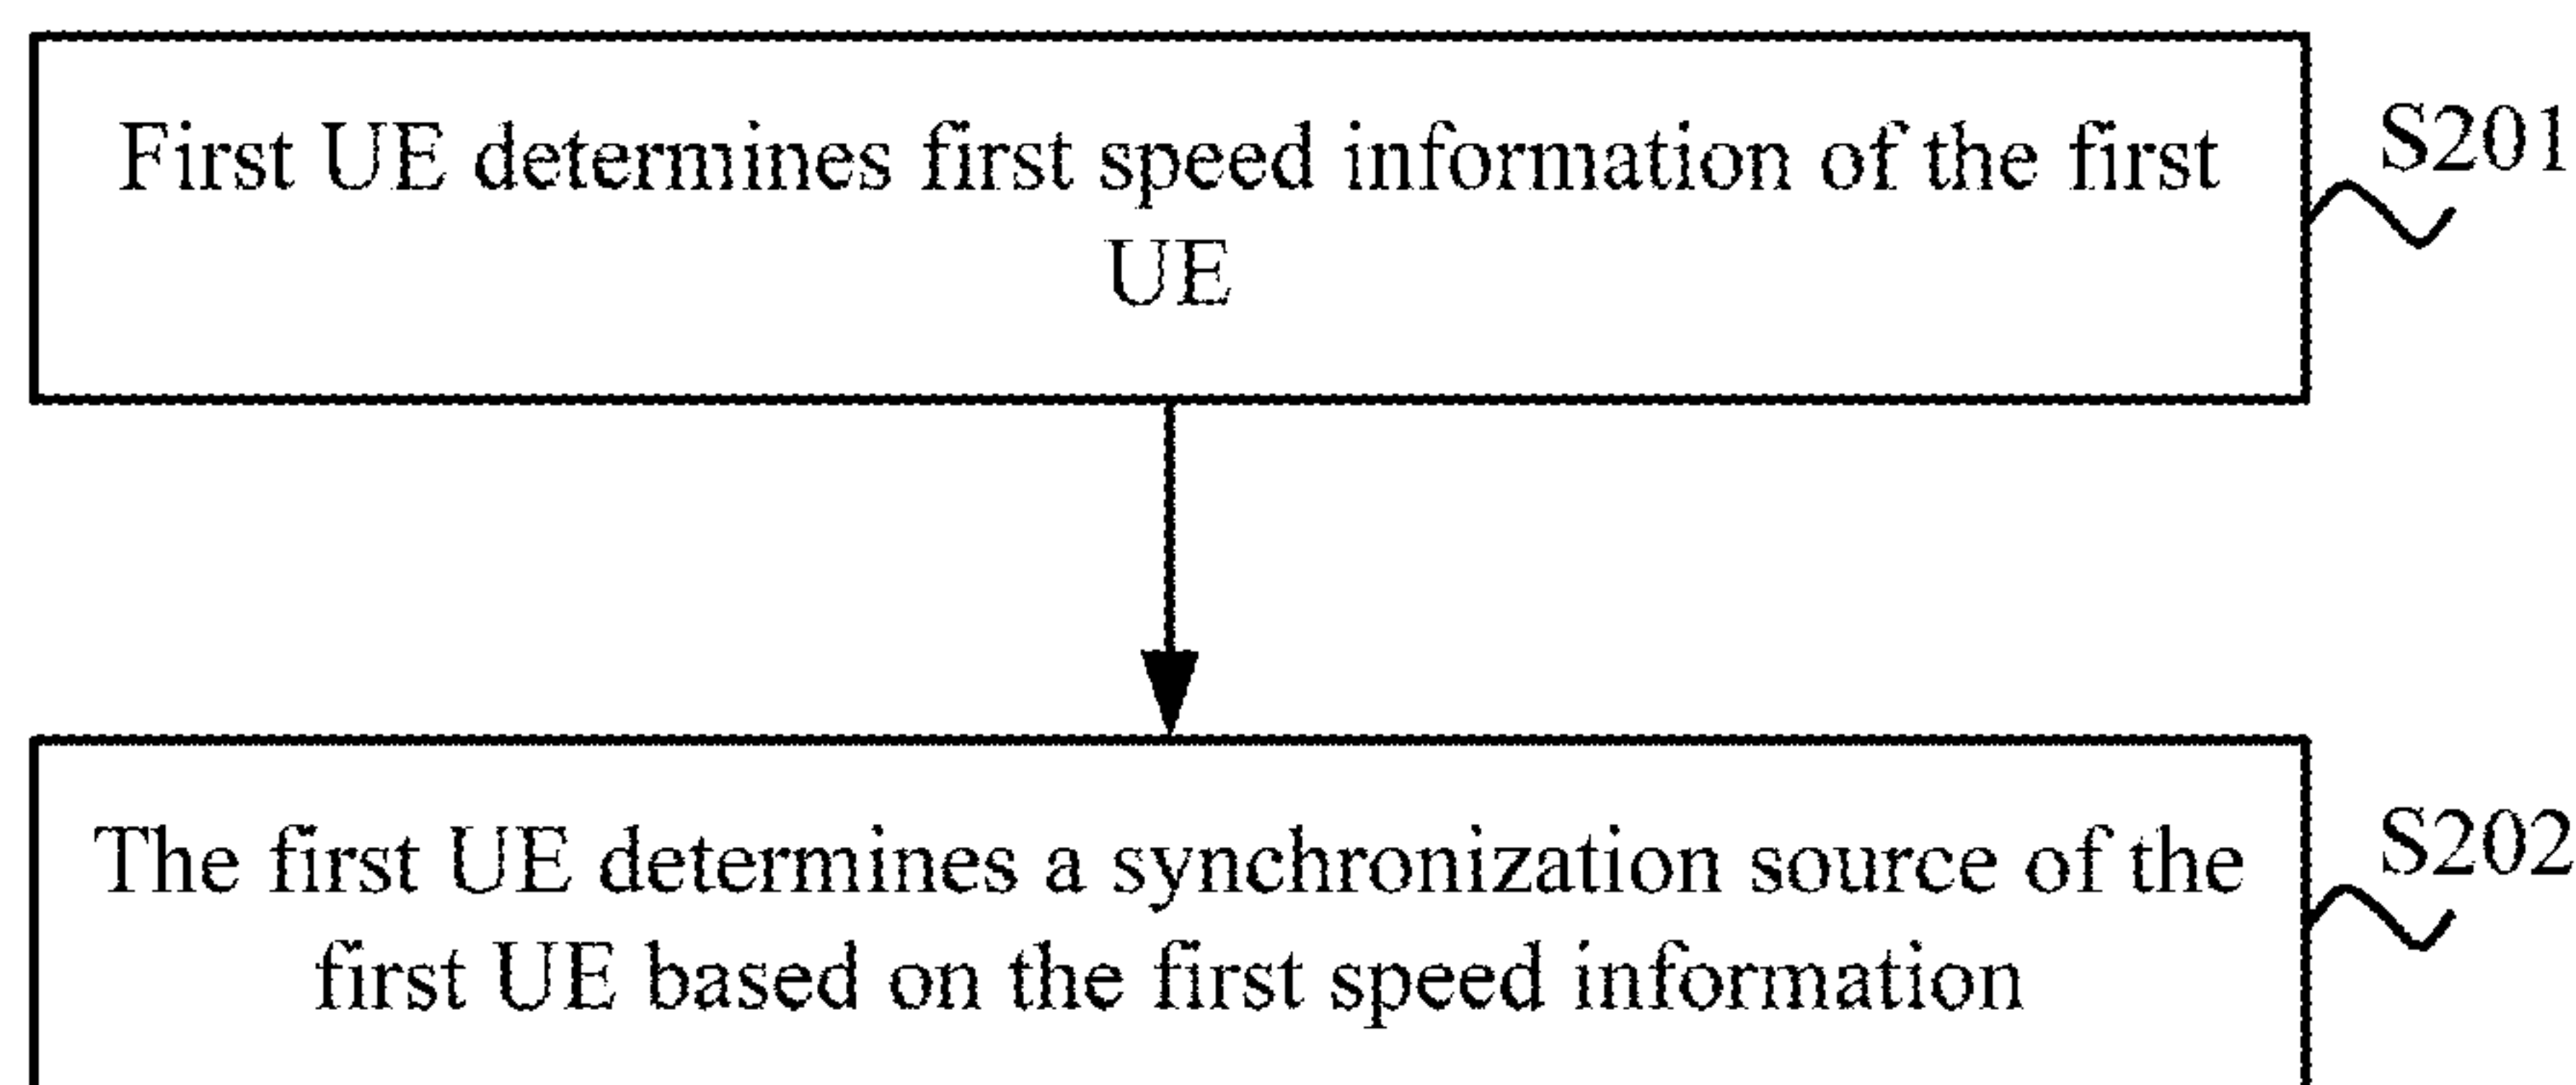 First UE determines first speed information of the first
UE
S201
The first UE determines a synchronization source of the
first UE based on the first speed information
S202